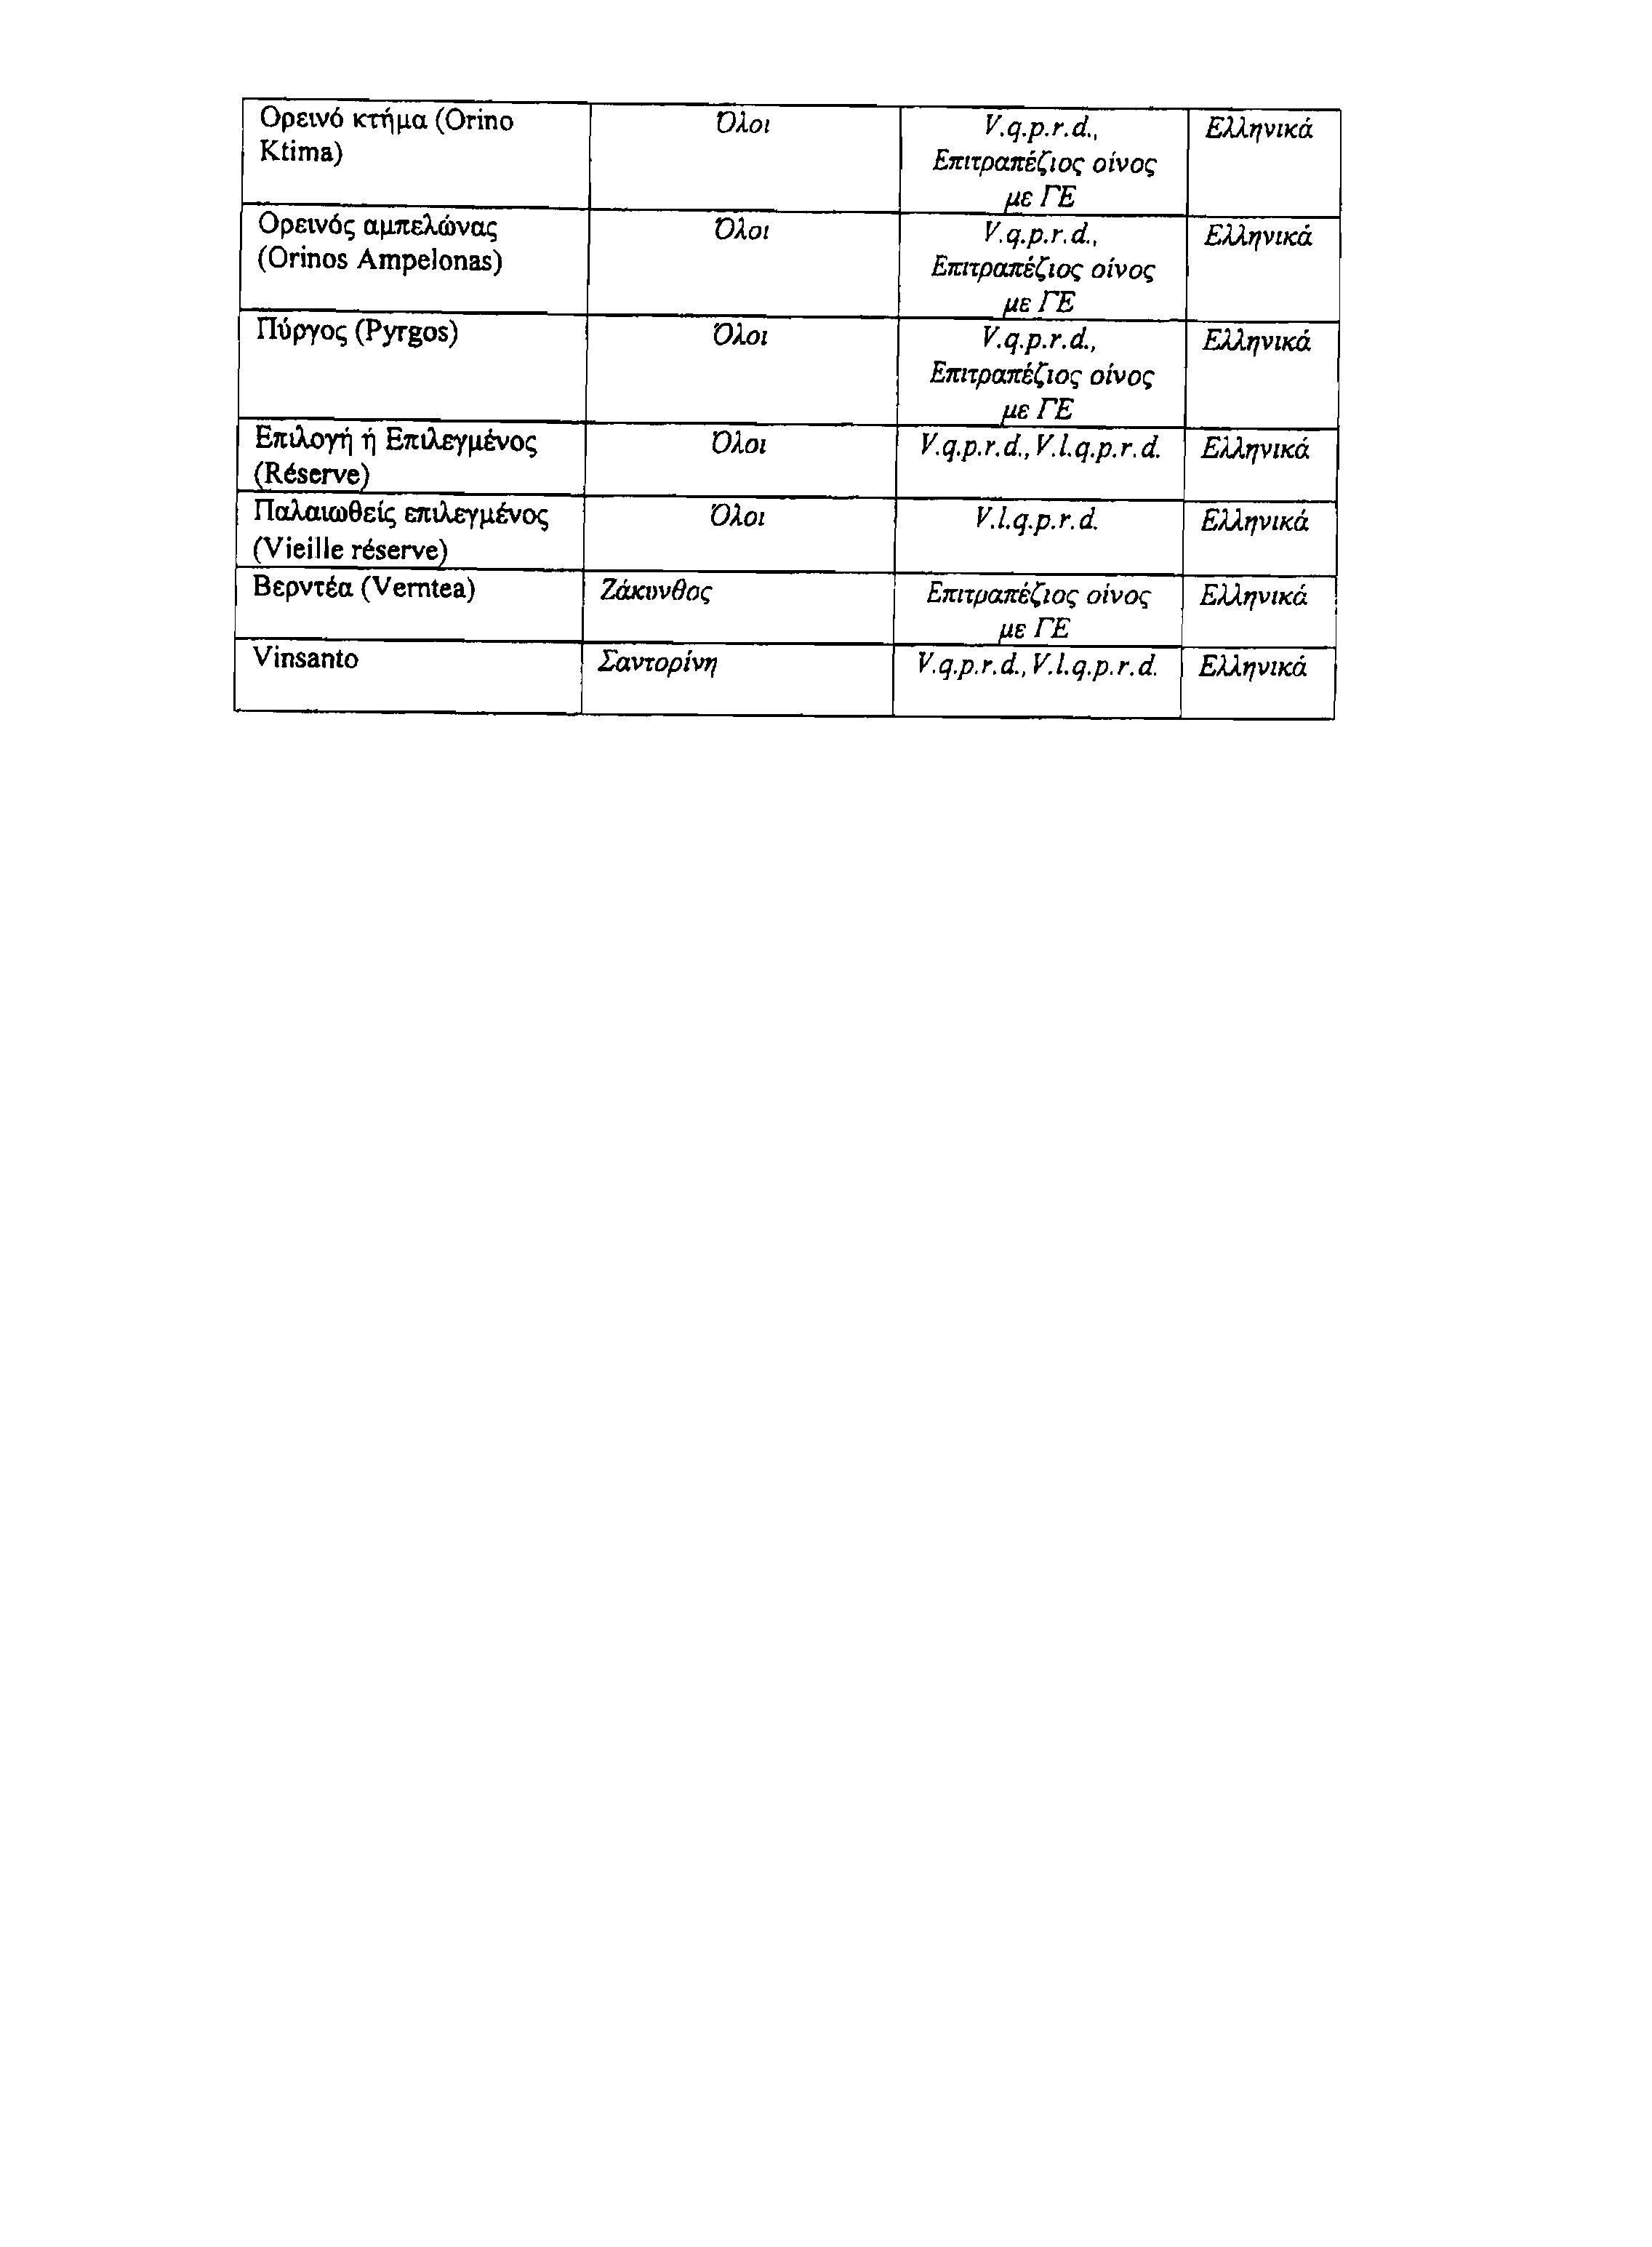 Ορεινό κτήμα (Orino
Ktima)
Όλοι
V.q.p.r.d.,
Επιτραπέζιος οίνος
με ΓΕ
Ελληνικά
Ορεινός αμπελώνας
(Orinos Ampelonas)
Όλοι
V.q.p.r.d.,
Επιτραπέζιος οίνος
με ΓΕ
Ελληνικά
Πύργος (Pyrgos)
Όλοι
V.q.p.r.d.,
Επιτραπέζιος οίνος
με ΓΕ
Ελληνικά
Επιλογή ή Επιλεγμένος
(Réserve)
Όλοι
V.q.p.r.d., V.l.q.p.r.d.
Ελληνικά
Παλαιωθείς επιλεγμένος
(Vieille réserve)
Όλοι
V.l.q.p.r.d.
Ελληνικά
Βερντέα (Verntea)
Ζάκυνθος
Επιτραπέζιος οίνος
με ΓΕ
Ελληνικά
Vinsanto
Σαντορίνη
V.q.p.r.d., V.l.q.p.r.d.
Ελληνικά